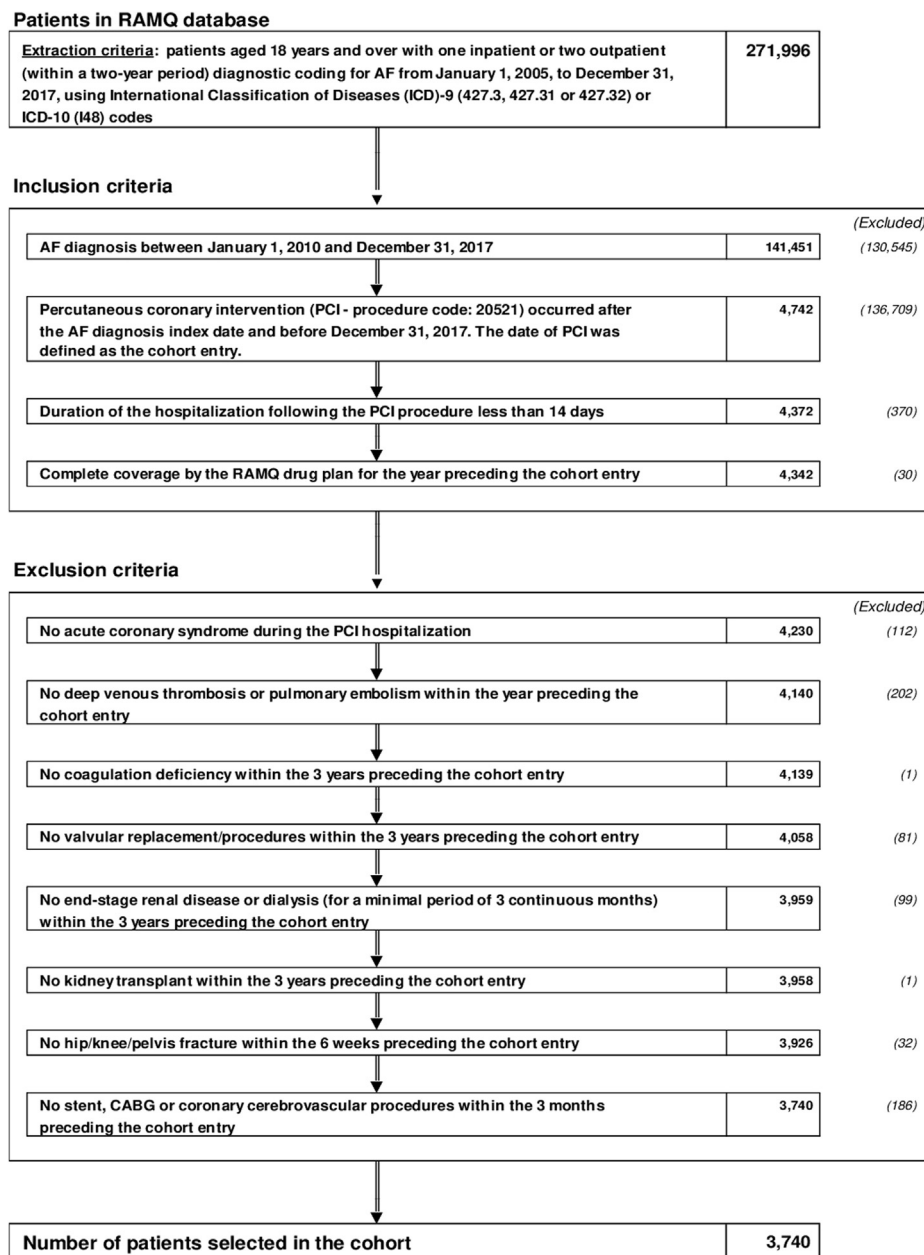 Patients in RAMQ database
Extraction criteria: patients aged 18 years and over with one inpatient or two outpatient 271,996
(within a two-year period) diagnostic coding for AF from January 1, 2005, to December 31,
2017, using International Classification of Diseases (ICD)-9 (427.3, 427.31 or 427.32) or
ICD-10 (I48) codes
Inclusion criteria
(Excluded)
AF diagnosis between January 1, 2010 and December 31, 2017 141,451 (130,545)
Percutaneous coronary intervention (PCI - procedure code: 20521) occurred after 4,742 (136,709)
the AF diagnosis index date and before December 31, 2017. The date of PCI was
defined as the cohort entry.
Duration of the hospitalization following the PCI procedure less than 14 days 4,372 (370)
Complete coverage by the RAMQ drug plan for the year preceding the cohort entry 4,342 (30)
Exclusion criteria
(Excluded)
No acute coronary syndrome during the PCI hospitalization 4,230 (112)
No deep venous thrombosis or pulmonary embolism within the year preceding the 4,140 (202)
cohort entry
No coagulation deficiency within the 3 years preceding the cohort entry 4,139 (1)
No valvular replacement/procedures within the 3 years preceding the cohort entry 4,058 (81)
No end-stage renal disease or dialysis (for a minimal period of 3 continuous months) 3,959 (99)
within the 3 years preceding the cohort entry
No kidney transplant within the 3 years preceding the cohort entry 3,958 (1)
No hip/knee/pelvis fracture within the 6 weeks preceding the cohort entry 3,926 (32)
No stent, CABG or coronary cerebrovascular procedures within the 3 months 3,740 (186)
preceding the cohort entry
Number of patients selected in the cohort 3,740